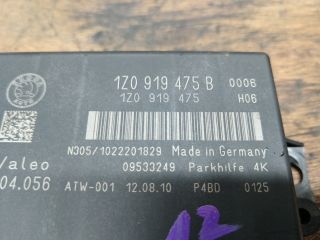 1Z0 919 475 B 0006
1Z0 919 475 H06
N305/1022201829 Made in Germany
09533249 Parkhilfe 4K
Valeo
04.056 ATW-001 12.08.10 P4BD 0125